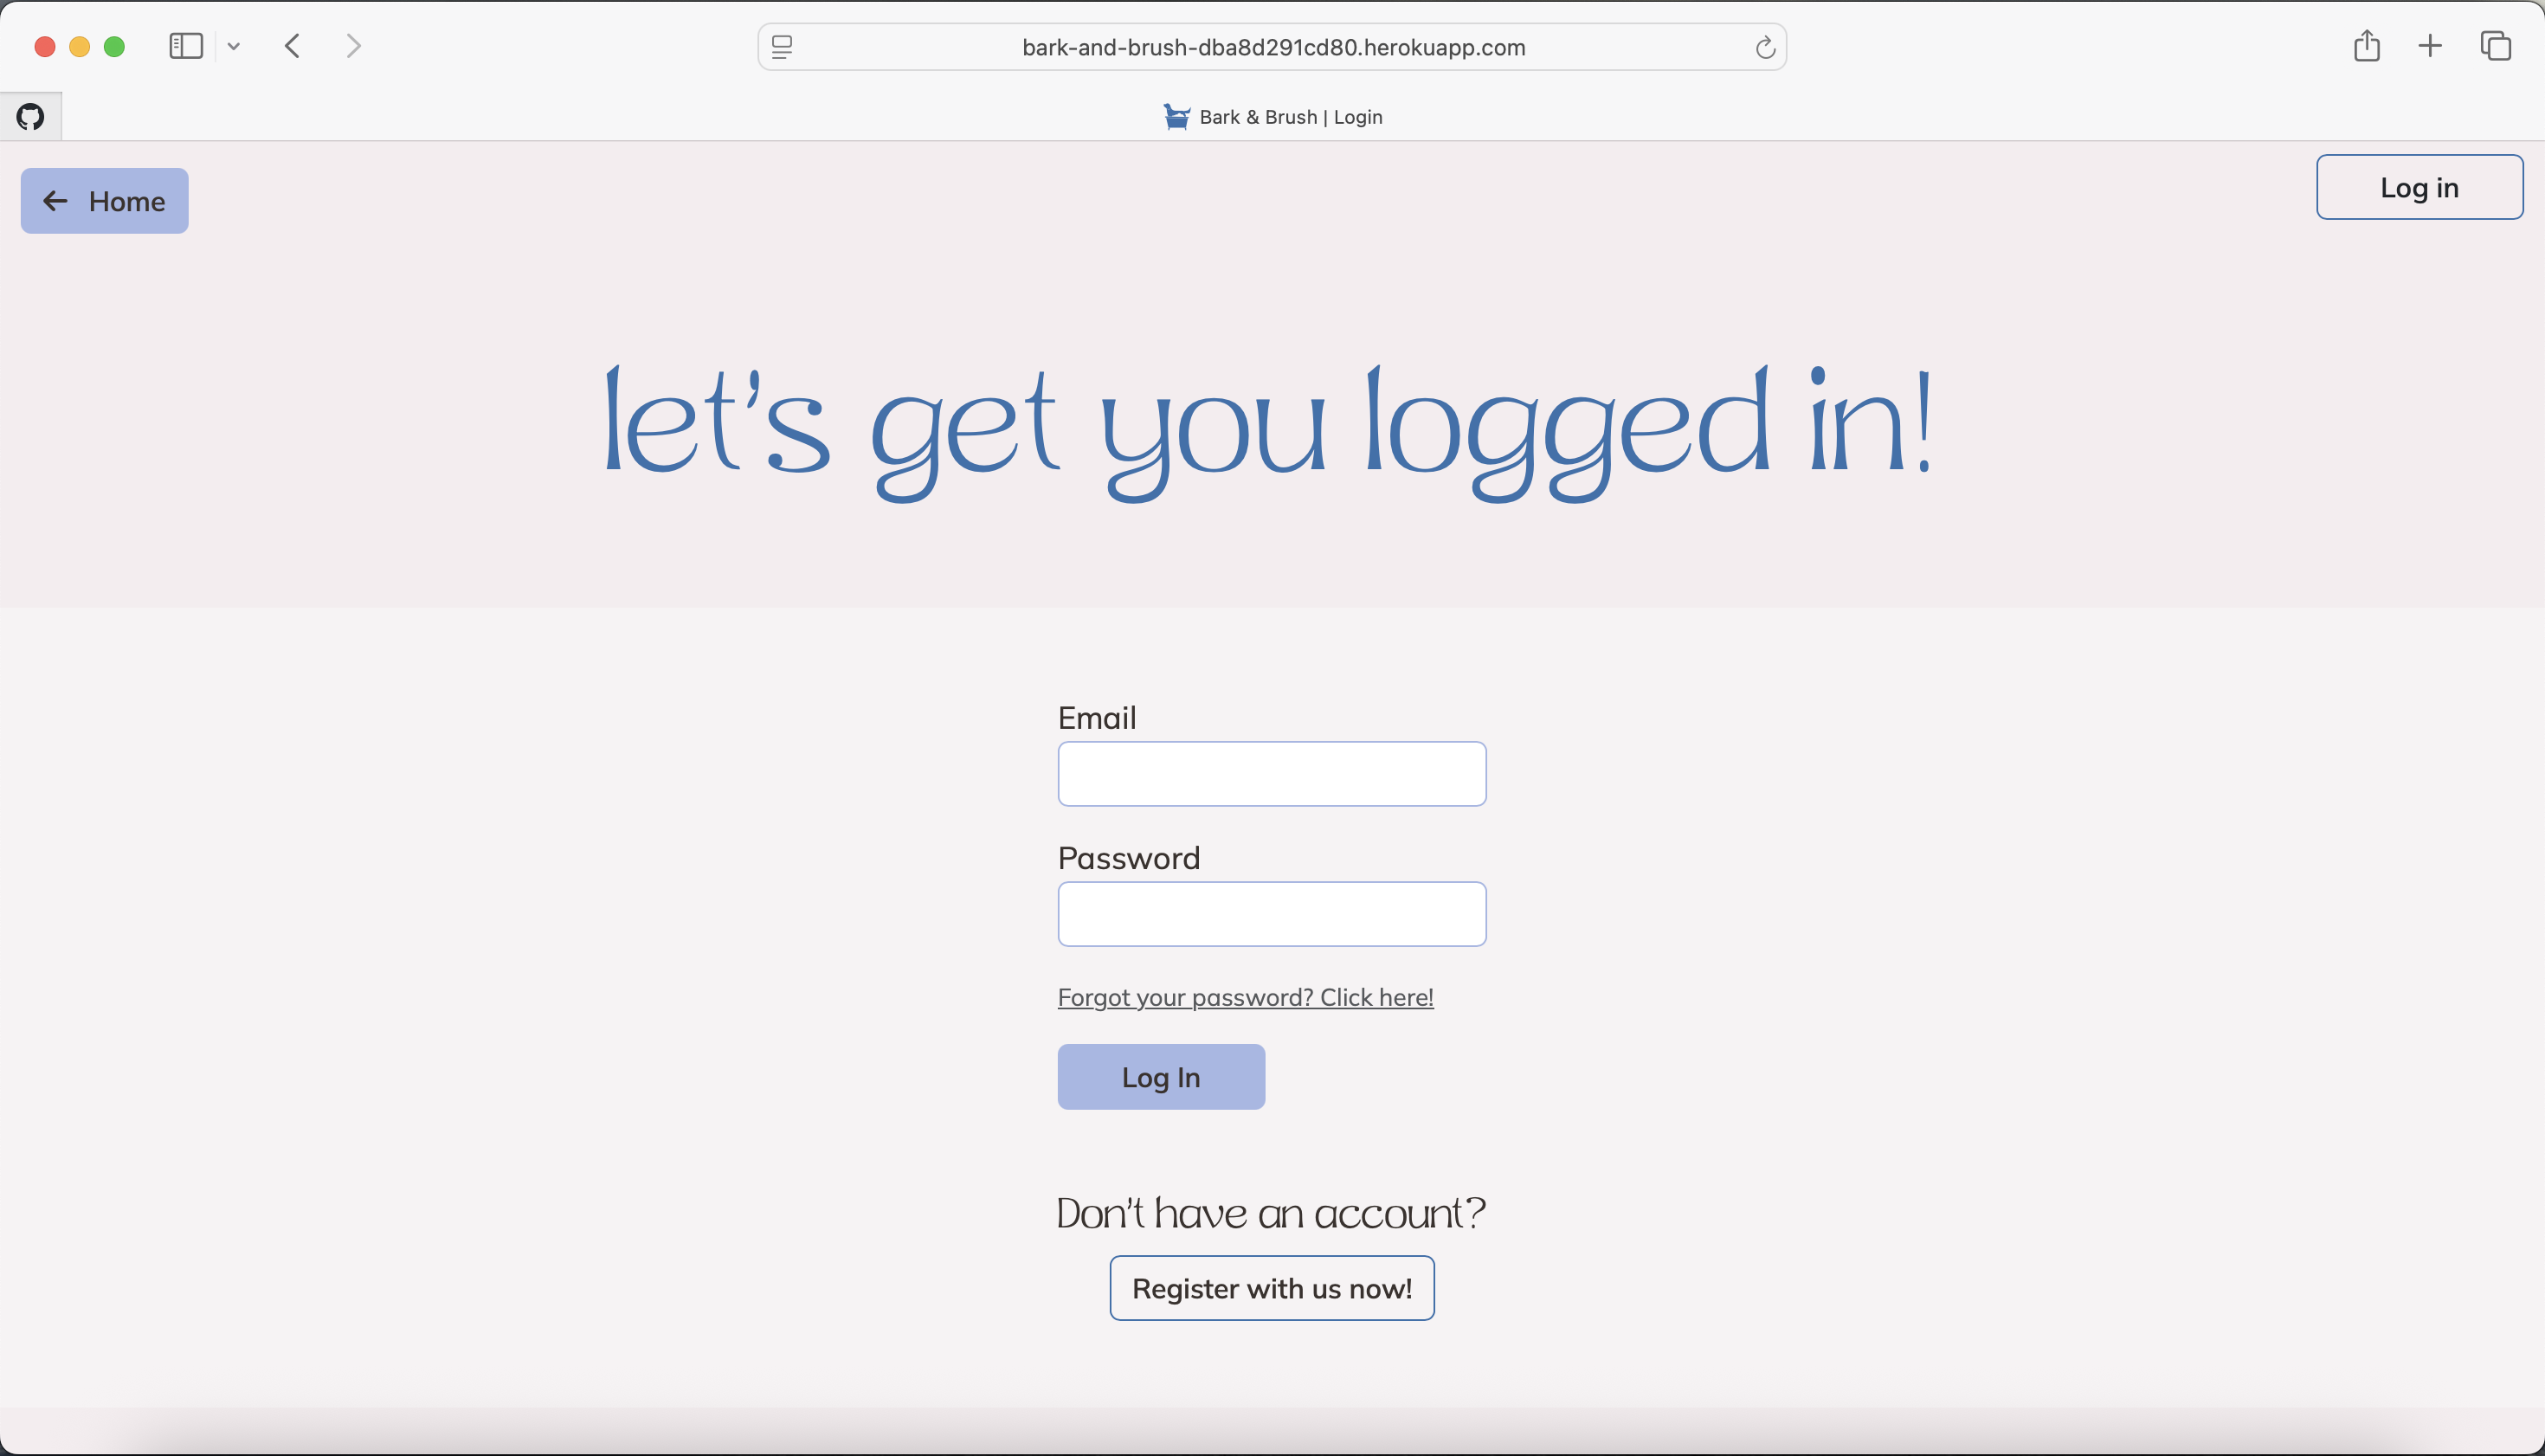 bark-and-brush-dba8d291cd80.herokuapp.com
Bark & Brush | Login
Home
Log in
let's get you logged in!
Email
Password
Forgot your password? Click here!
Log In
Don't have an account?
Register with us now!